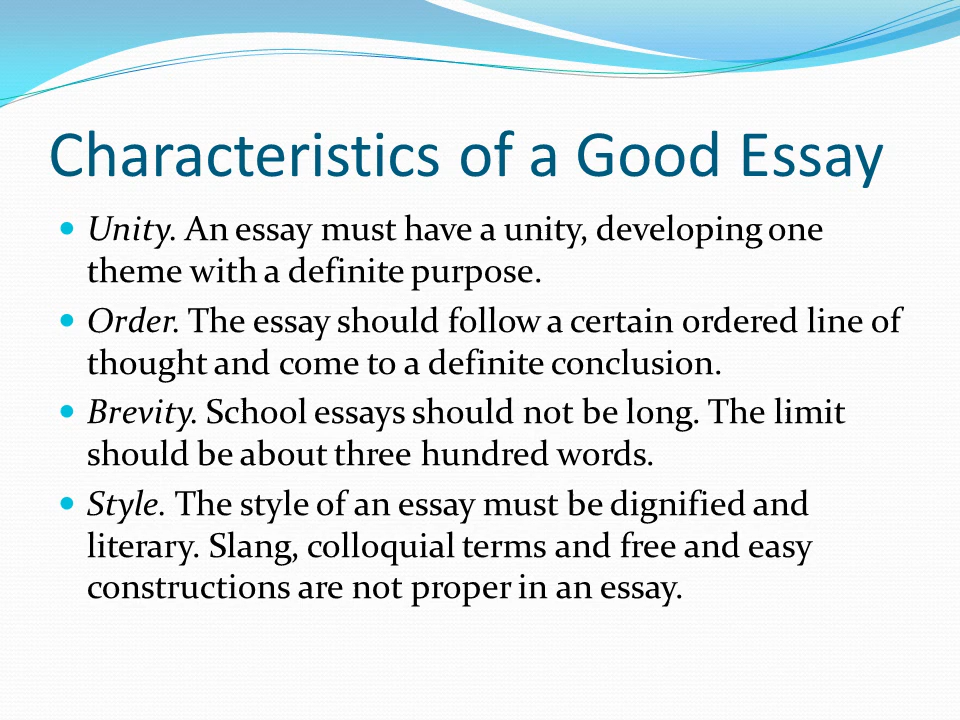 Characteristics of a Good Essay
Unity. An essay must have a unity, developing one
theme with a definite purpose.
Order. The essay should follow a certain ordered line of
thought and come to a definite conclusion.
Brevity. School essays should not be long. The limit
should be about three hundred words.
Style. The style of an essay must be dignified and
literary. Slang, colloquial terms and free and easy
constructions are not proper in an essay.